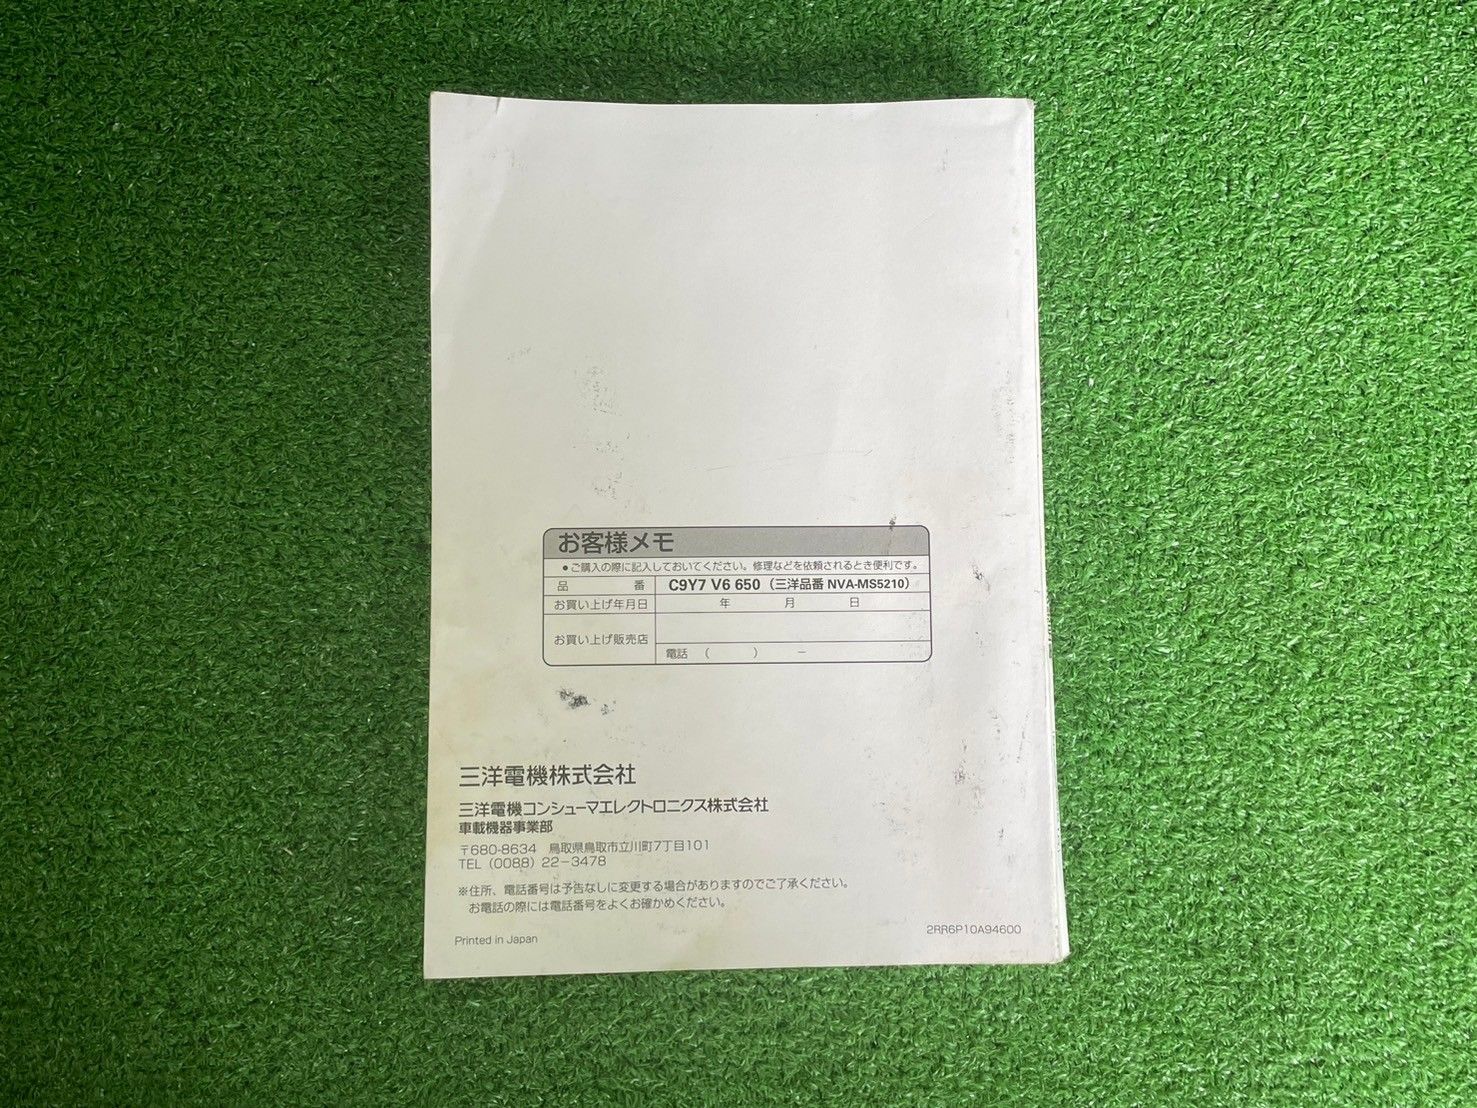 お客様メモ
●ご購入の際に記入しておいてください。修理などを依頼されるとき便利です。
品　番　C9Y7 V6 650（三洋品番 NVA-MS5210）
お買い上げ年月日　年　月　日
お買い上げ販売店
電話　（　　）　－
三洋電機株式会社
三洋電機コンシューマエレクトロニクス株式会社
車載機器事業部
〒680-8634　鳥取県鳥取市立川町7丁目101
TEL（0088）22－3478
※住所、電話番号は予告なしに変更する場合がありますのでご了承ください。
お電話の際には電話番号をよくお確かめください。
Printed in Japan
2RR6P10A94600